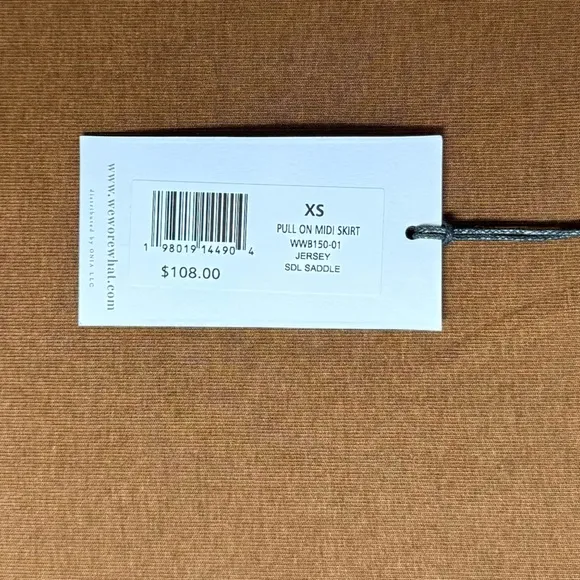 www.weworewhat.com
distributed by ONIA LLC
1 98019 14490 4
$108.00
XS
PULL ON MIDI SKIRT
WWB150-01
JERSEY
SDL SADDLE